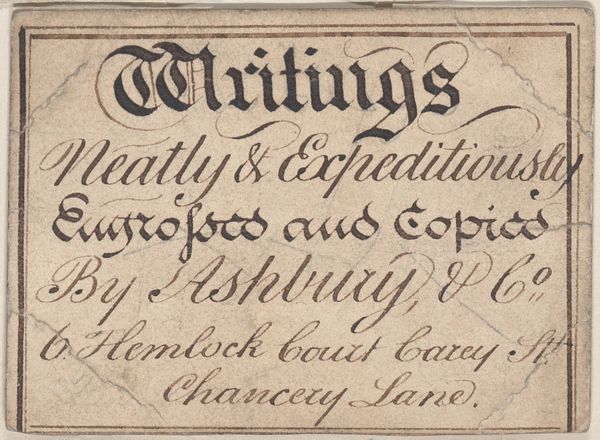 Writings
Neatly & Expeditiously
Engrossed and Copied
By Ashbury, & Co.
6 Hemlock Court Carey St.
Chancery Lane.